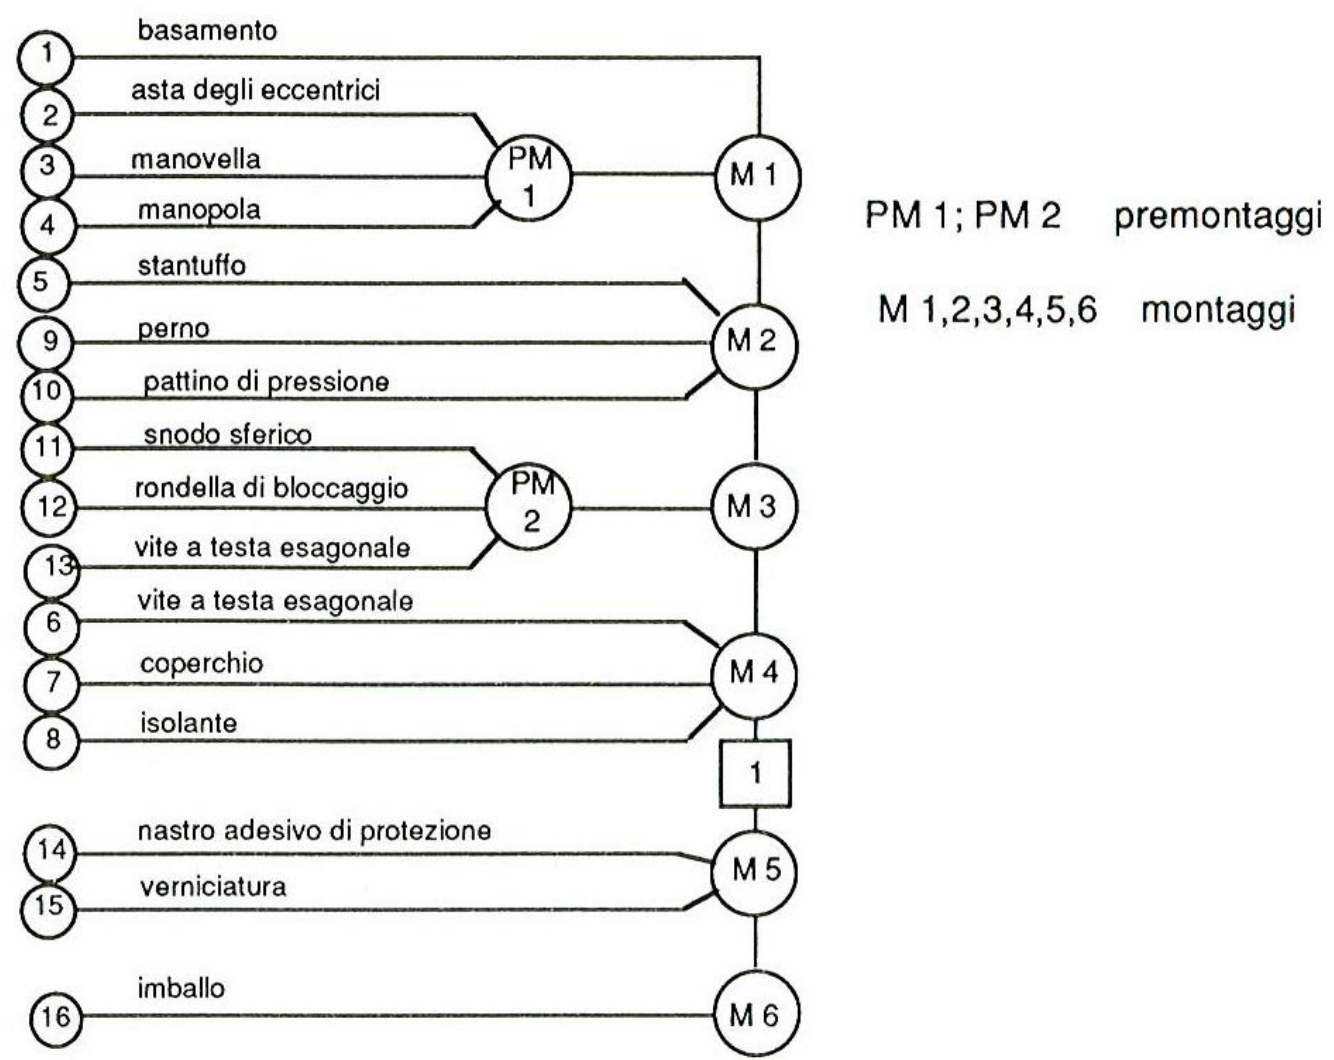 basamento
1
asta degli eccentrici
2
manovella
3
PM
1
M 1
manopola
4
PM 1; PM 2 premontaggi
stantuffo
5
M 1,2,3,4,5,6 montaggi
perno
9
M 2
pattino di pressione
10
snodo sferico
11
rondella di bloccaggio
12
PM
2
M 3
vite a testa esagonale
13
vite a testa esagonale
6
coperchio
7
M 4
isolante
8
1
nastro adesivo di protezione
14
M 5
verniciatura
15
imballo
16
M 6